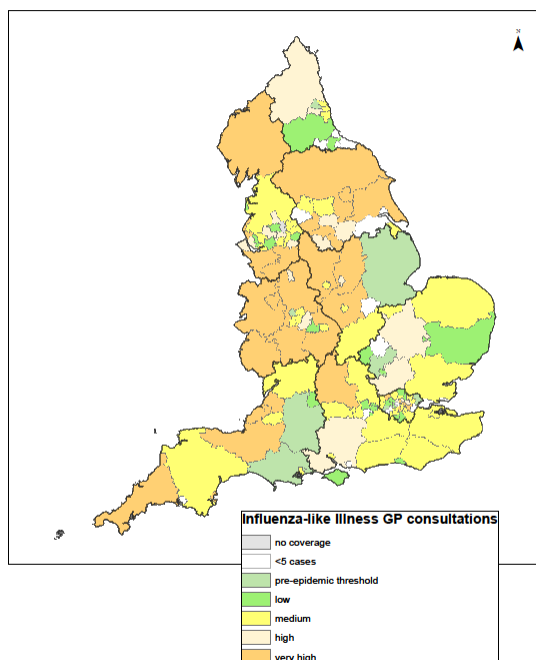 N
Influenza-like Illness GP consultations
no coverage
<5 cases
pre-epidemic threshold
low
medium
high
very high